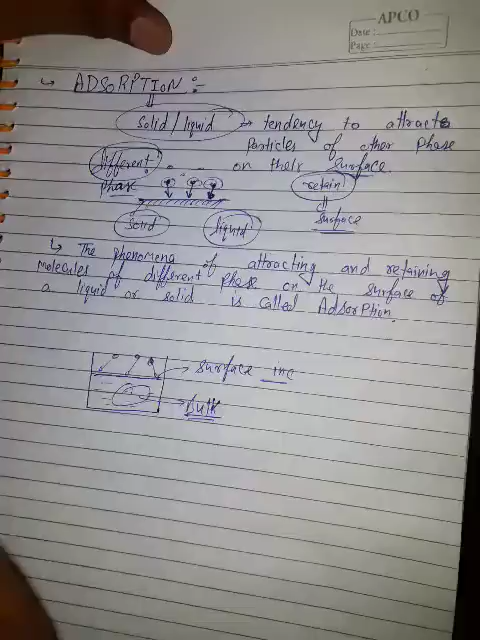 APCO
Date:
Page:
ADSORPTION :-
solid/liquid → tendency to attracts
Particles of other Phase
on their surface.
different
Phase
retain
solid
liquid
surface
↳ The phenomena of attracting and retaining
molecules of different Phase on the surface of
a liquid or solid is called Adsorption.
→ surface inc
→ Bulk